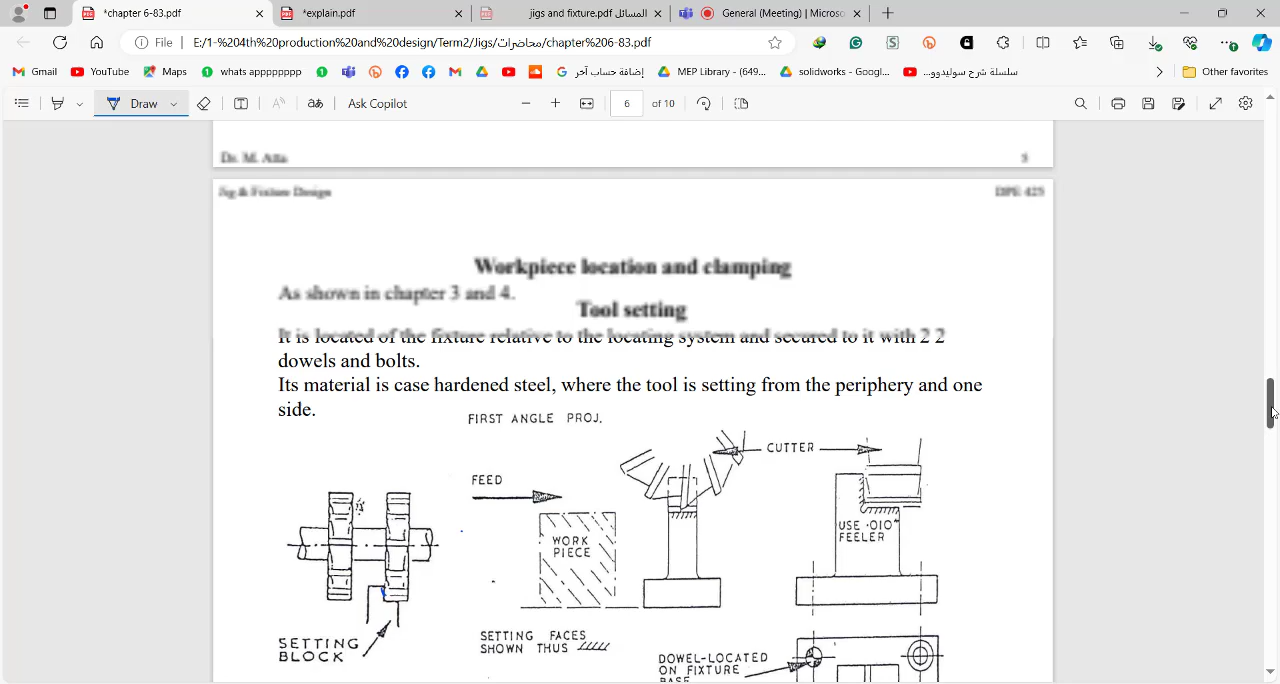 *chapter 6-83.pdf
*explain.pdf
jigs and fixture.pdf المسائل
General (Meeting) | Microso
File
E:/1-%204th%20production%20and%20design/Term2/Jigs/محاضرات/chapter%206-83.pdf
Gmail
YouTube
Maps
whats apppppppp
إضافة حساب آخر
MEP Library - (649...
solidworks - Googl...
سلسلة شرح سوليدوو...
Other favorites
Draw
Ask Copilot
6 of 10
Dr. M. Atta
5
Jig & Fixture Design
DPE 425
Workpiece location and clamping
As shown in chapter 3 and 4.
Tool setting
It is located of the fixture relative to the locating system and secured to it with 2 2
dowels and bolts.
Its material is case hardened steel, where the tool is setting from the periphery and one
side.
FIRST ANGLE PROJ.
CUTTER
FEED
WORK
PIECE
USE .010"
FEELER
SETTING
BLOCK
SETTING FACES
SHOWN THUS
DOWEL-LOCATED
ON FIXTURE
BASE